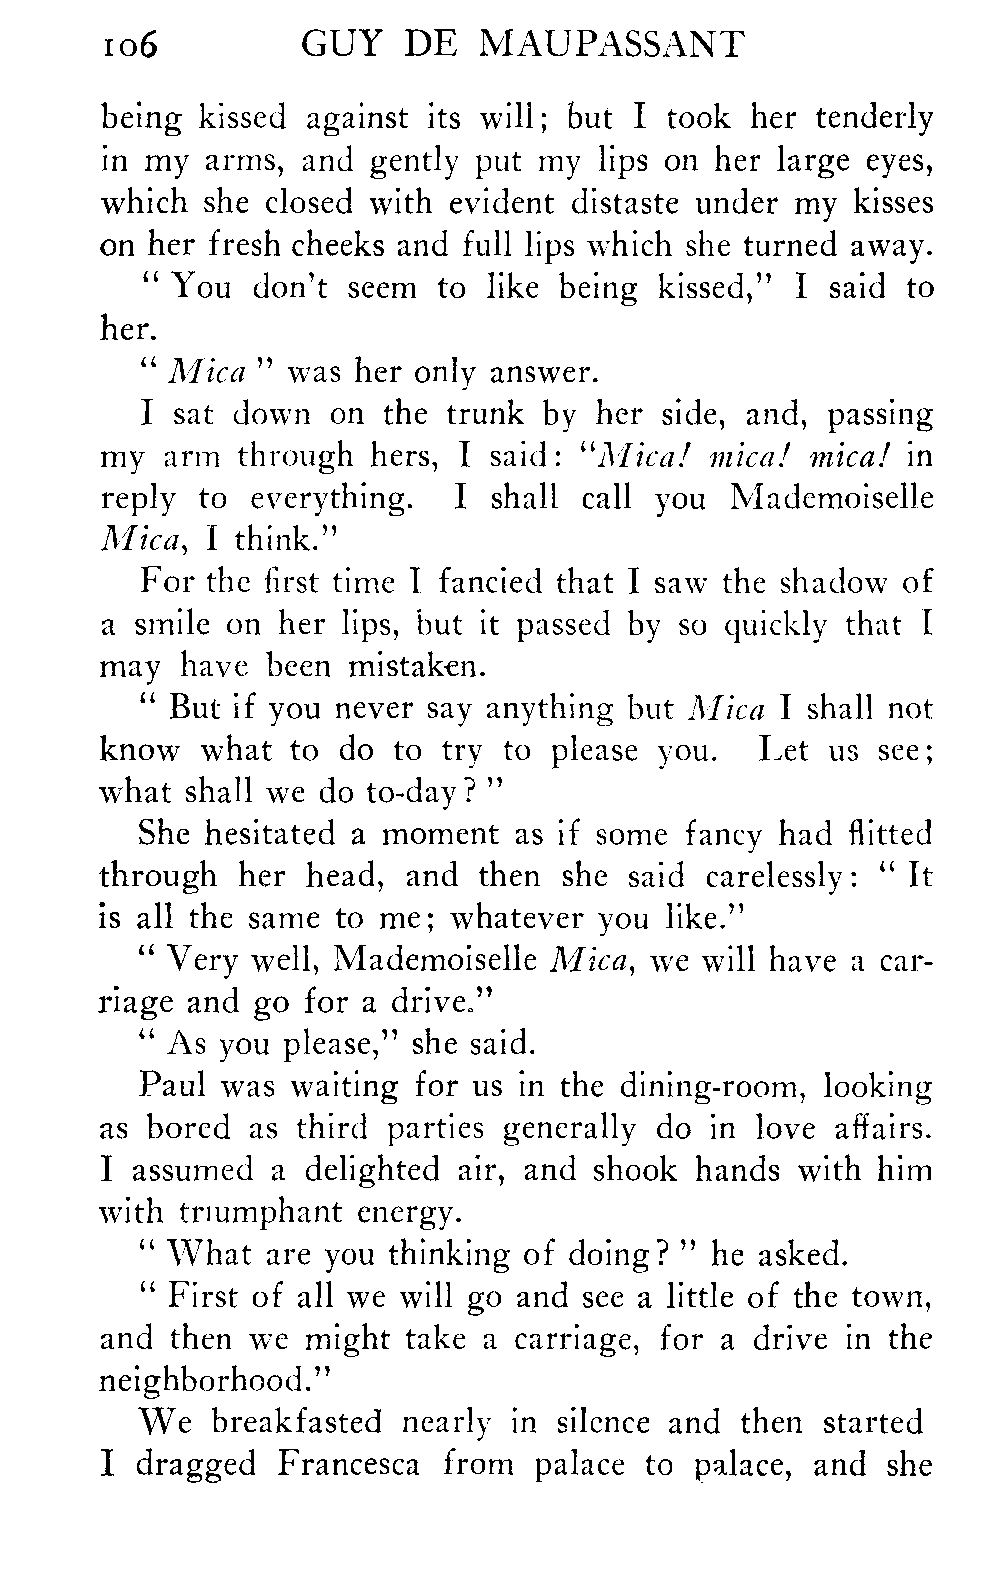 106 GUY DE MAUPASSANT
being kissed against its will; but I took her tenderly
in my arms, and gently put my lips on her large eyes,
which she closed with evident distaste under my kisses
on her fresh cheeks and full lips which she turned away.
" You don't seem to like being kissed," I said to
her.
" Mica " was her only answer.
I sat down on the trunk by her side, and, passing
my arm through hers, I said: "Mica! mica! mica! in
reply to everything. I shall call you Mademoiselle
Mica, I think."
For the first time I fancied that I saw the shadow of
a smile on her lips, but it passed by so quickly that I
may have been mistaken.
" But if you never say anything but Mica I shall not
know what to do to try to please you. Let us see;
what shall we do to-day? "
She hesitated a moment as if some fancy had flitted
through her head, and then she said carelessly: " It
is all the same to me; whatever you like."
" Very well, Mademoiselle Mica, we will have a car-
riage and go for a drive."
" As you please," she said.
Paul was waiting for us in the dining-room, looking
as bored as third parties generally do in love affairs.
I assumed a delighted air, and shook hands with him
with triumphant energy.
" What are you thinking of doing? " he asked.
" First of all we will go and see a little of the town,
and then we might take a carriage, for a drive in the
neighborhood."
We breakfasted nearly in silence and then started
I dragged Francesca from palace to palace, and she